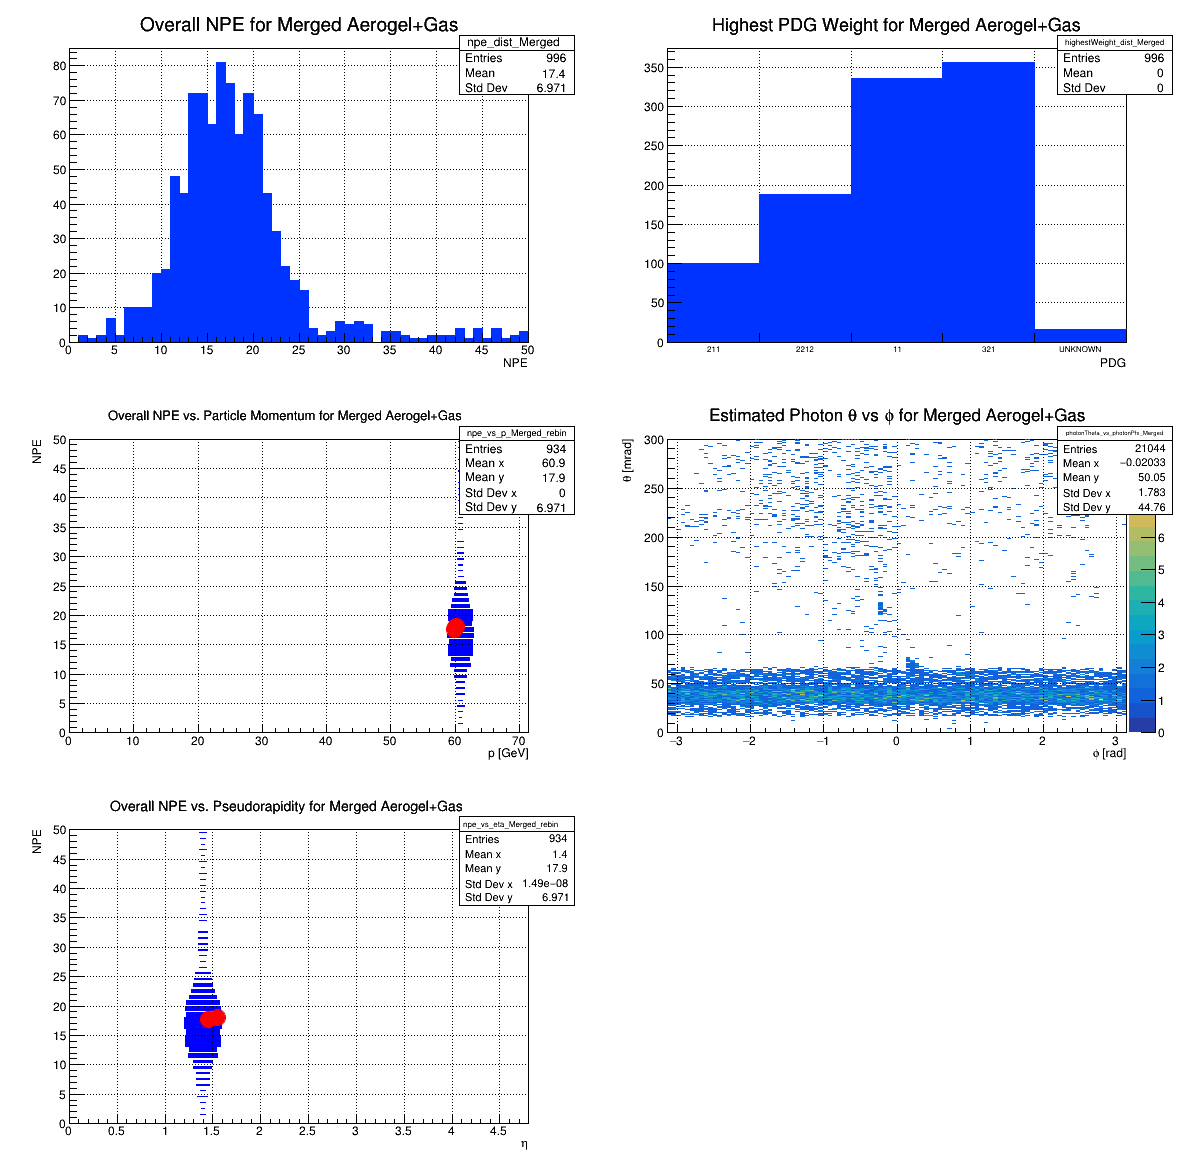 Overall NPE for Merged Aerogel+Gas
npe_dist_Merged
Entries 996
Mean 17.4
Std Dev 6.971
80
70
60
50
40
30
20
10
0
0 5 10 15 20 25 30 35 40 45 50
NPE
Highest PDG Weight for Merged Aerogel+Gas
highestWeight_dist_Merged
Entries 996
Mean 0
Std Dev 0
350
300
250
200
150
100
50
0
211 2212 11 321 UNKNOWN
PDG
Overall NPE vs. Particle Momentum for Merged Aerogel+Gas
npe_vs_p_Merged_rebin
Entries 934
Mean x 60.9
Mean y 17.9
Std Dev x 0
Std Dev y 6.971
NPE
50
45
40
35
30
25
20
15
10
5
0
0 10 20 30 40 50 60 70
p [GeV]
Estimated Photon θ vs ϕ for Merged Aerogel+Gas
photonTheta_vs_photonPhi_Merged
Entries 21044
Mean x −0.02033
Mean y 50.05
Std Dev x 1.783
Std Dev y 44.76
θ [mrad]
300
250
200
150
100
50
0
−3 −2 −1 0 1 2 3
ϕ [rad]
6
5
4
3
2
1
0
Overall NPE vs. Pseudorapidity for Merged Aerogel+Gas
npe_vs_eta_Merged_rebin
Entries 934
Mean x 1.4
Mean y 17.9
Std Dev x 1.49e−08
Std Dev y 6.971
NPE
50
45
40
35
30
25
20
15
10
5
0
0 0.5 1 1.5 2 2.5 3 3.5 4 4.5
η